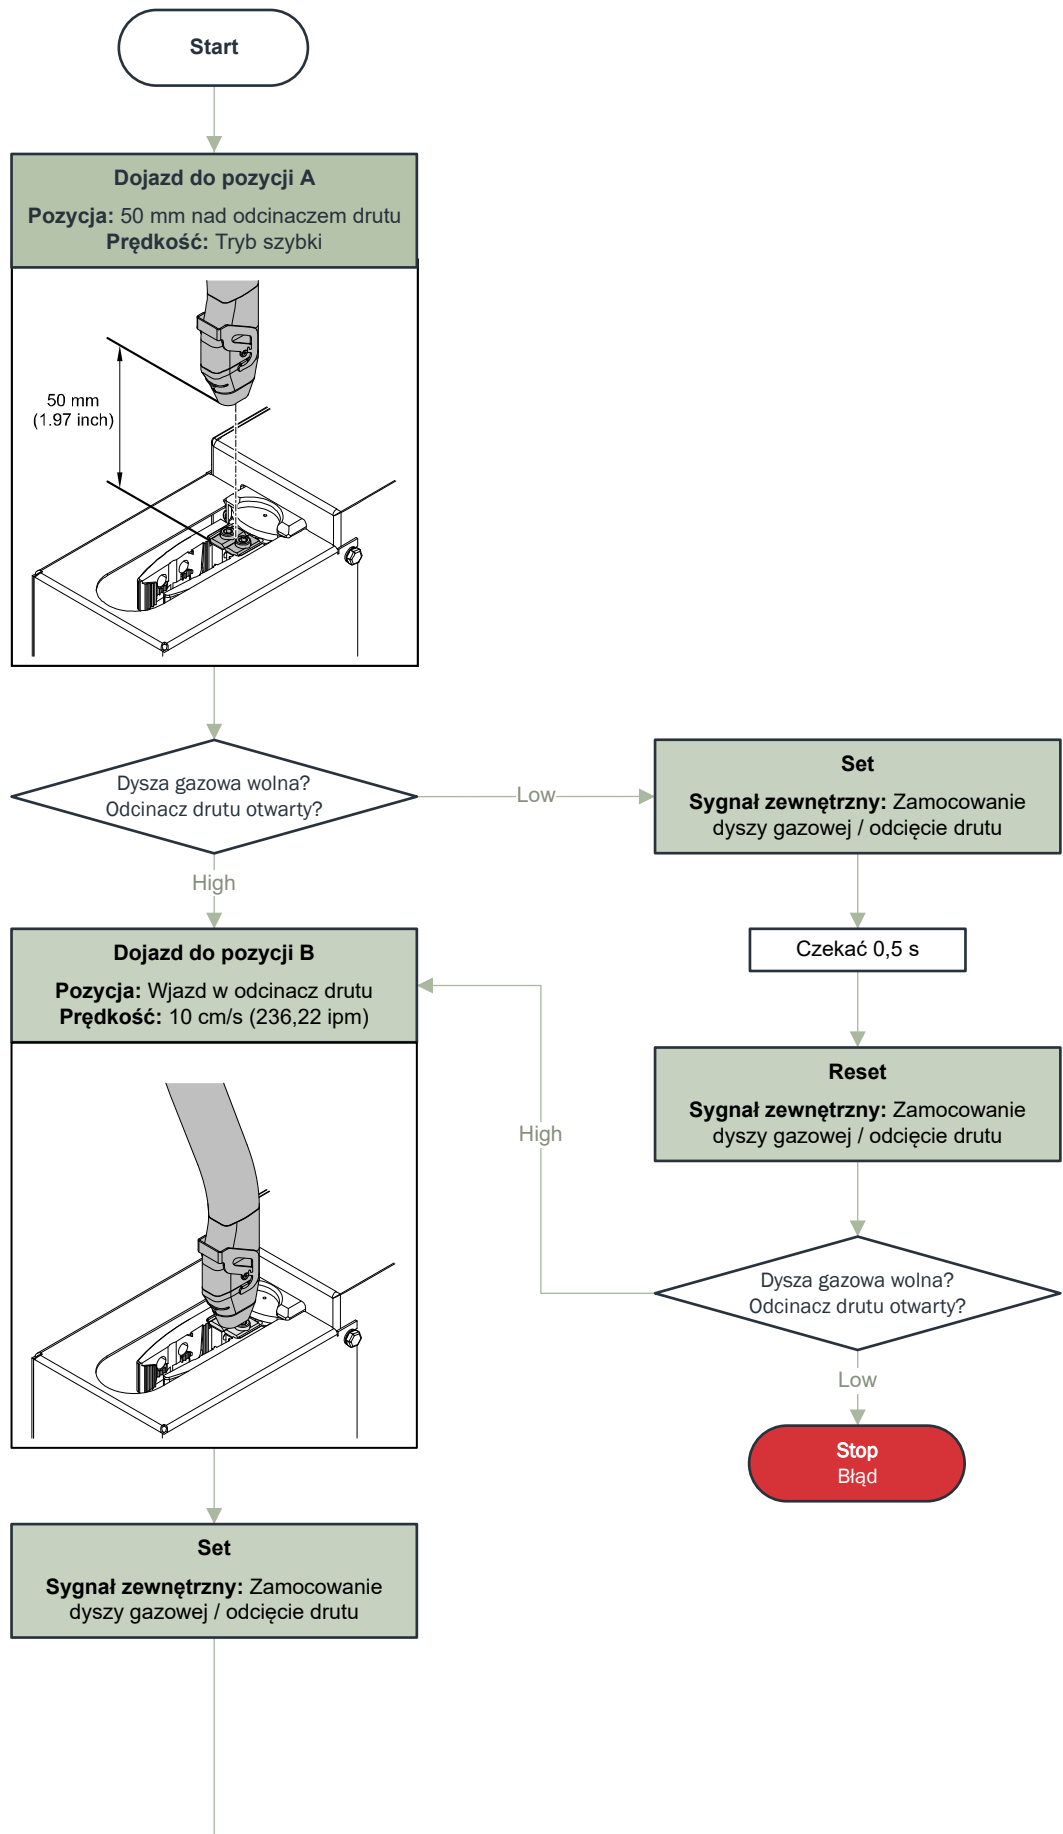 Start
Dojazd do pozycji A
Pozycja: 50 mm nad odcinaczem drutu
Prędkość: Tryb szybki
50 mm
(1.97 inch)
Dysza gazowa wolna?
Odcinacz drutu otwarty?
Low
Set
Sygnał zewnętrzny: Zamocowanie
dyszy gazowej / odcięcie drutu
High
Dojazd do pozycji B
Pozycja: Wjazd w odcinacz drutu
Prędkość: 10 cm/s (236,22 ipm)
Czekać 0,5 s
Reset
Sygnał zewnętrzny: Zamocowanie
dyszy gazowej / odcięcie drutu
High
Dysza gazowa wolna?
Odcinacz drutu otwarty?
Low
Stop
Błąd
Set
Sygnał zewnętrzny: Zamocowanie
dyszy gazowej / odcięcie drutu